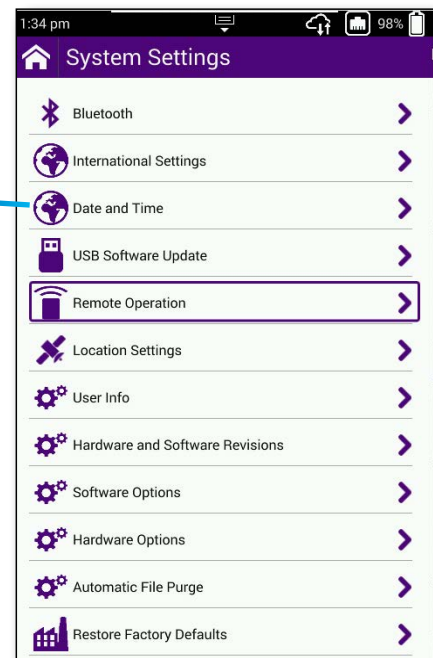 1:34 pm 98%
System Settings
Bluetooth
International Settings
Date and Time
USB Software Update
Remote Operation
Location Settings
User Info
Hardware and Software Revisions
Software Options
Hardware Options
Automatic File Purge
Restore Factory Defaults